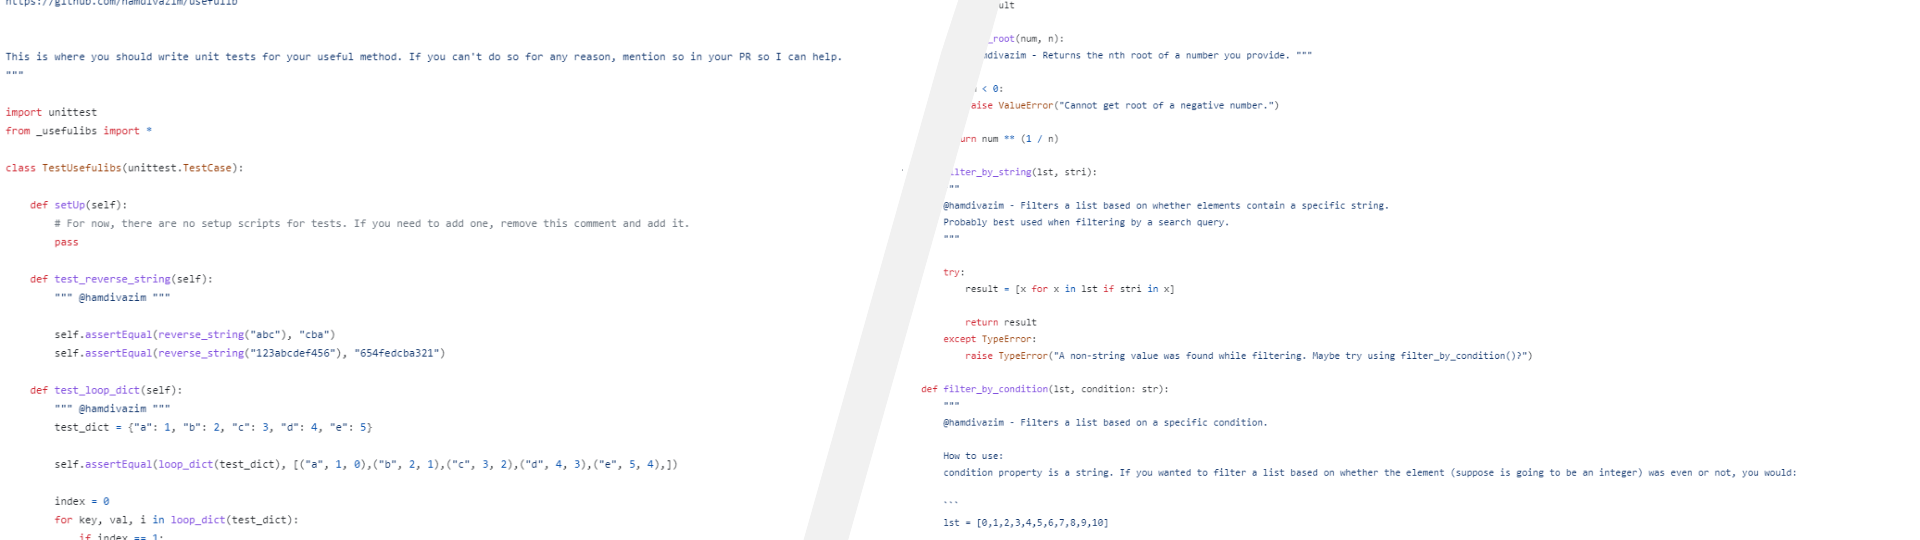 https://github.com/hamdivazim/usefulib
This is where you should write unit tests for your useful method. If you can't do so for any reason, mention so in your PR so I can help.
"""
import unittest
from _usefulibs import *
class TestUsefulibs(unittest.TestCase):
def setUp(self):
# For now, there are no setup scripts for tests. If you need to add one, remove this comment and add it.
pass
def test_reverse_string(self):
""" @hamdivazim """
self.assertEqual(reverse_string("abc"), "cba")
self.assertEqual(reverse_string("123abcdef456"), "654fedcba321")
def test_loop_dict(self):
""" @hamdivazim """
test_dict = {"a": 1, "b": 2, "c": 3, "d": 4, "e": 5}
self.assertEqual(loop_dict(test_dict), [("a", 1, 0),("b", 2, 1),("c", 3, 2),("d", 4, 3),("e", 5, 4),])
index = 0
for key, val, i in loop_dict(test_dict):
if index == 1:
ult
_root(num, n):
mdivazim - Returns the nth root of a number you provide. """
< 0:
aise ValueError("Cannot get root of a negative number.")
urn num ** (1 / n)
ilter_by_string(lst, stri):
""
@hamdivazim - Filters a list based on whether elements contain a specific string.
Probably best used when filtering by a search query.
"""
try:
result = [x for x in lst if stri in x]
return result
except TypeError:
raise TypeError("A non-string value was found while filtering. Maybe try using filter_by_condition()?")
def filter_by_condition(lst, condition: str):
"""
@hamdivazim - Filters a list based on a specific condition.
How to use:
condition property is a string. If you wanted to filter a list based on whether the element (suppose is going to be an integer) was even or not, you would:
```
lst = [0,1,2,3,4,5,6,7,8,9,10]